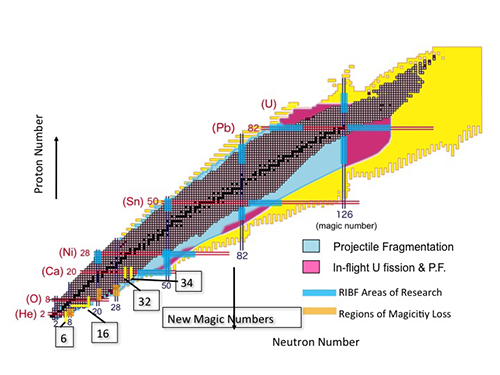 Proton Number
(U)
(Pb) 82
(Sn) 50
(Ni) 28
(Ca) 20
(O) 8
(He) 2
2
8
20
28
50
82
126
(magic number)
6
16
32
34
New Magic Numbers
Neutron Number
Projectile Fragmentation
In-flight U fission & P.F.
RIBF Areas of Research
Regions of Magicitiy Loss